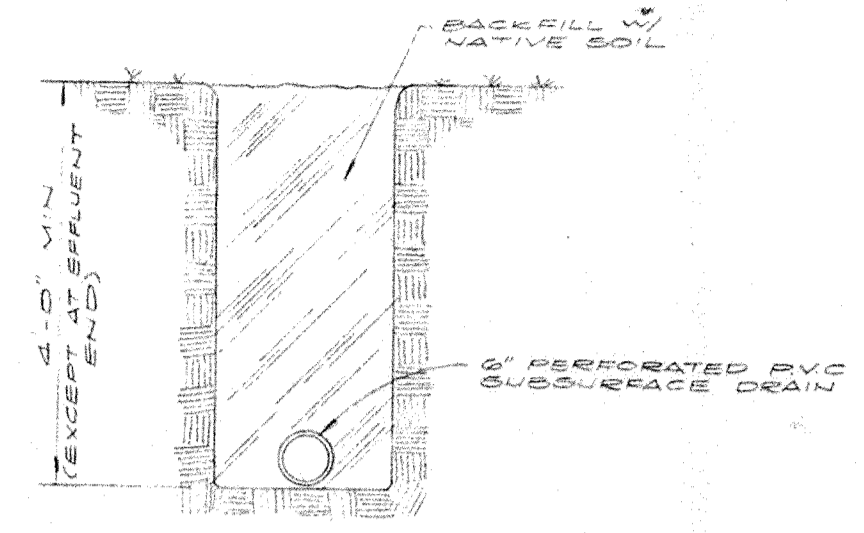 BACKFILL W/
NATIVE SOIL
4'-0" MIN
(EXCEPT AT EFFLUENT
END)
6" PERFORATED P.V.C
SUBSURFACE DRAIN